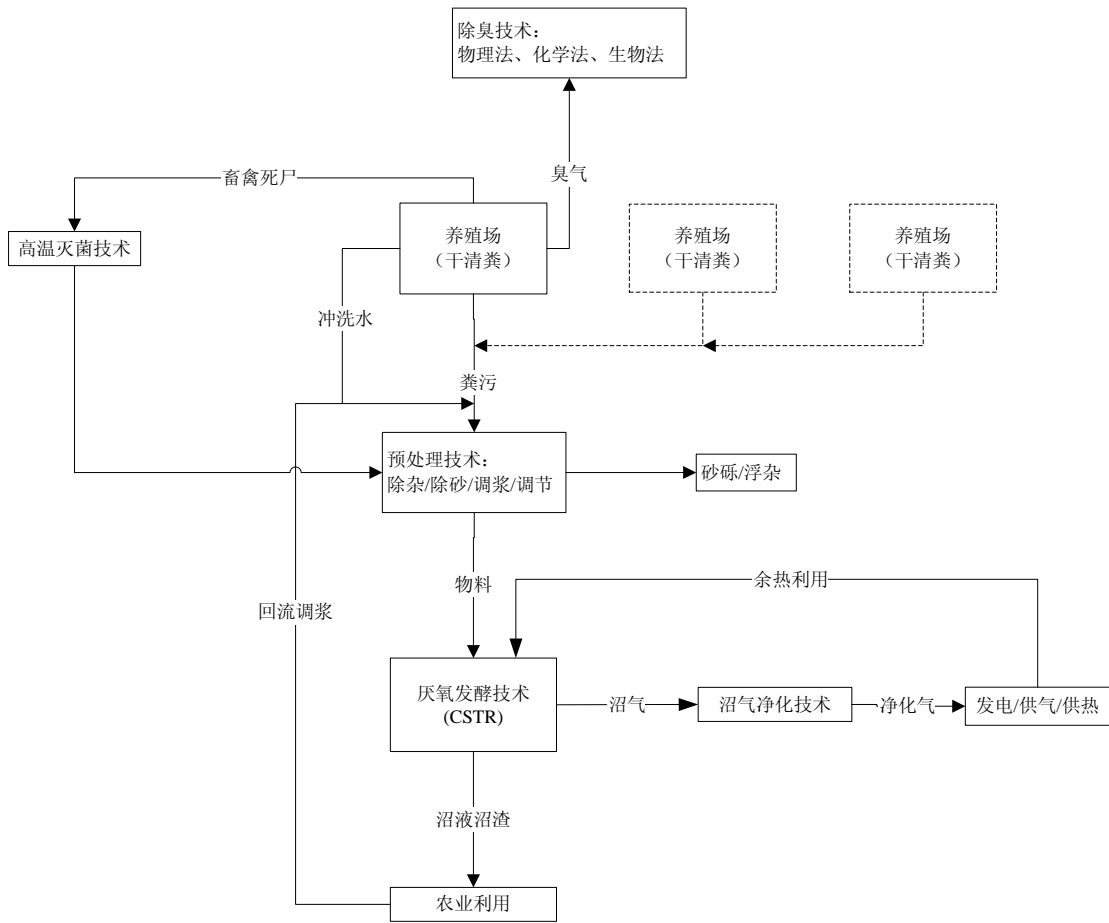 除臭技术：
物理法、化学法、生物法
畜禽死尸
臭气
高温灭菌技术
养殖场
（干清粪）
养殖场
（干清粪）
养殖场
（干清粪）
冲洗水
粪污
预处理技术：
除杂/除砂/调浆/调节
砂砾/浮杂
物料
余热利用
回流调浆
厌氧发酵技术
(CSTR)
沼气
沼气净化技术
净化气
发电/供气/供热
沼液沼渣
农业利用